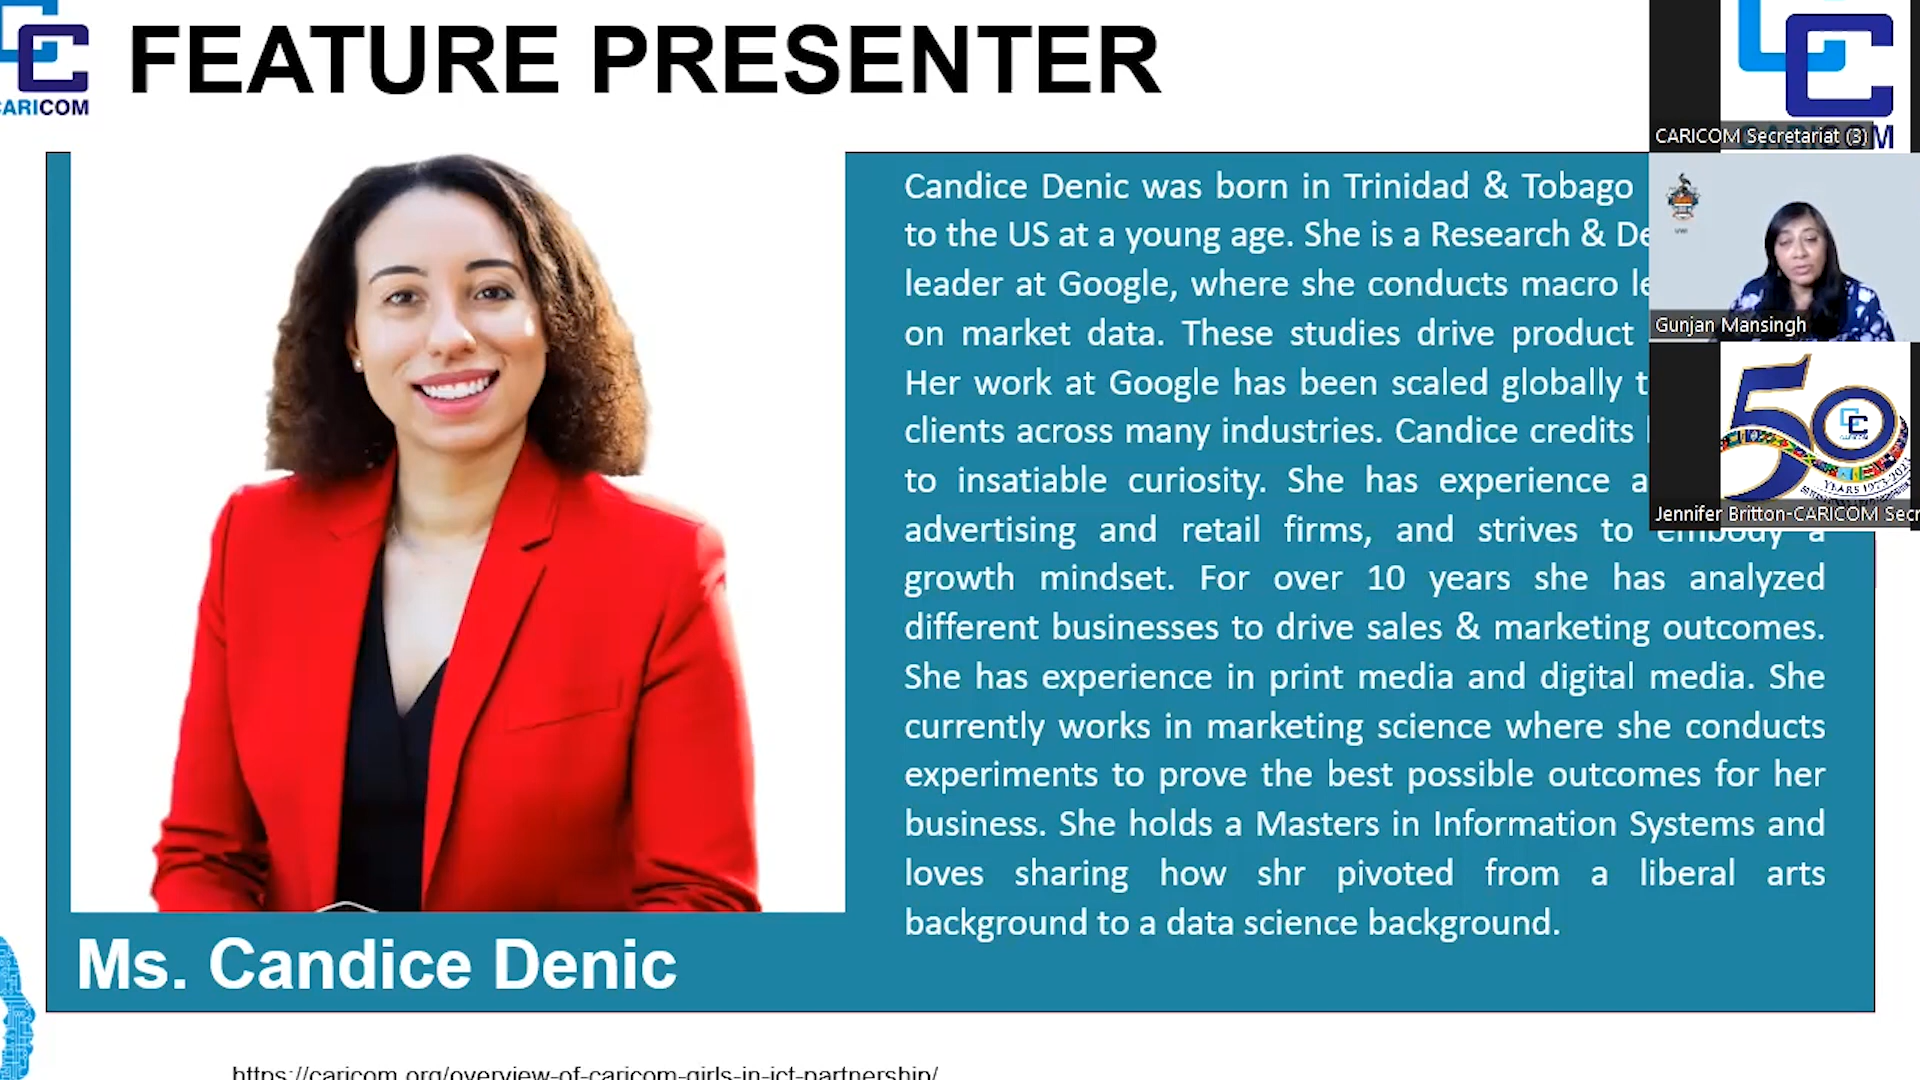 FEATURE PRESENTER
CARICOM
CARICOM Secretariat (3)
Candice Denic was born in Trinidad & Tobago
to the US at a young age. She is a Research &
leader at Google, where she conducts macro
on market data. These studies drive product
Her work at Google has been scaled globally
clients across many industries. Candice credits
to insatiable curiosity. She has experience
advertising and retail firms, and strives to embody a
growth mindset. For over 10 years she has analyzed
different businesses to drive sales & marketing outcomes.
She has experience in print media and digital media. She
currently works in marketing science where she conducts
experiments to prove the best possible outcomes for her
business. She holds a Masters in Information Systems and
loves sharing how shr pivoted from a liberal arts
background to a data science background.
Gunjan Mansingh
50
YEARS
Jennifer Britton-CARICOM Secr
Ms. Candice Denic
https://caricom.org/overview-of-caricom-girls-in-ict-partnership/